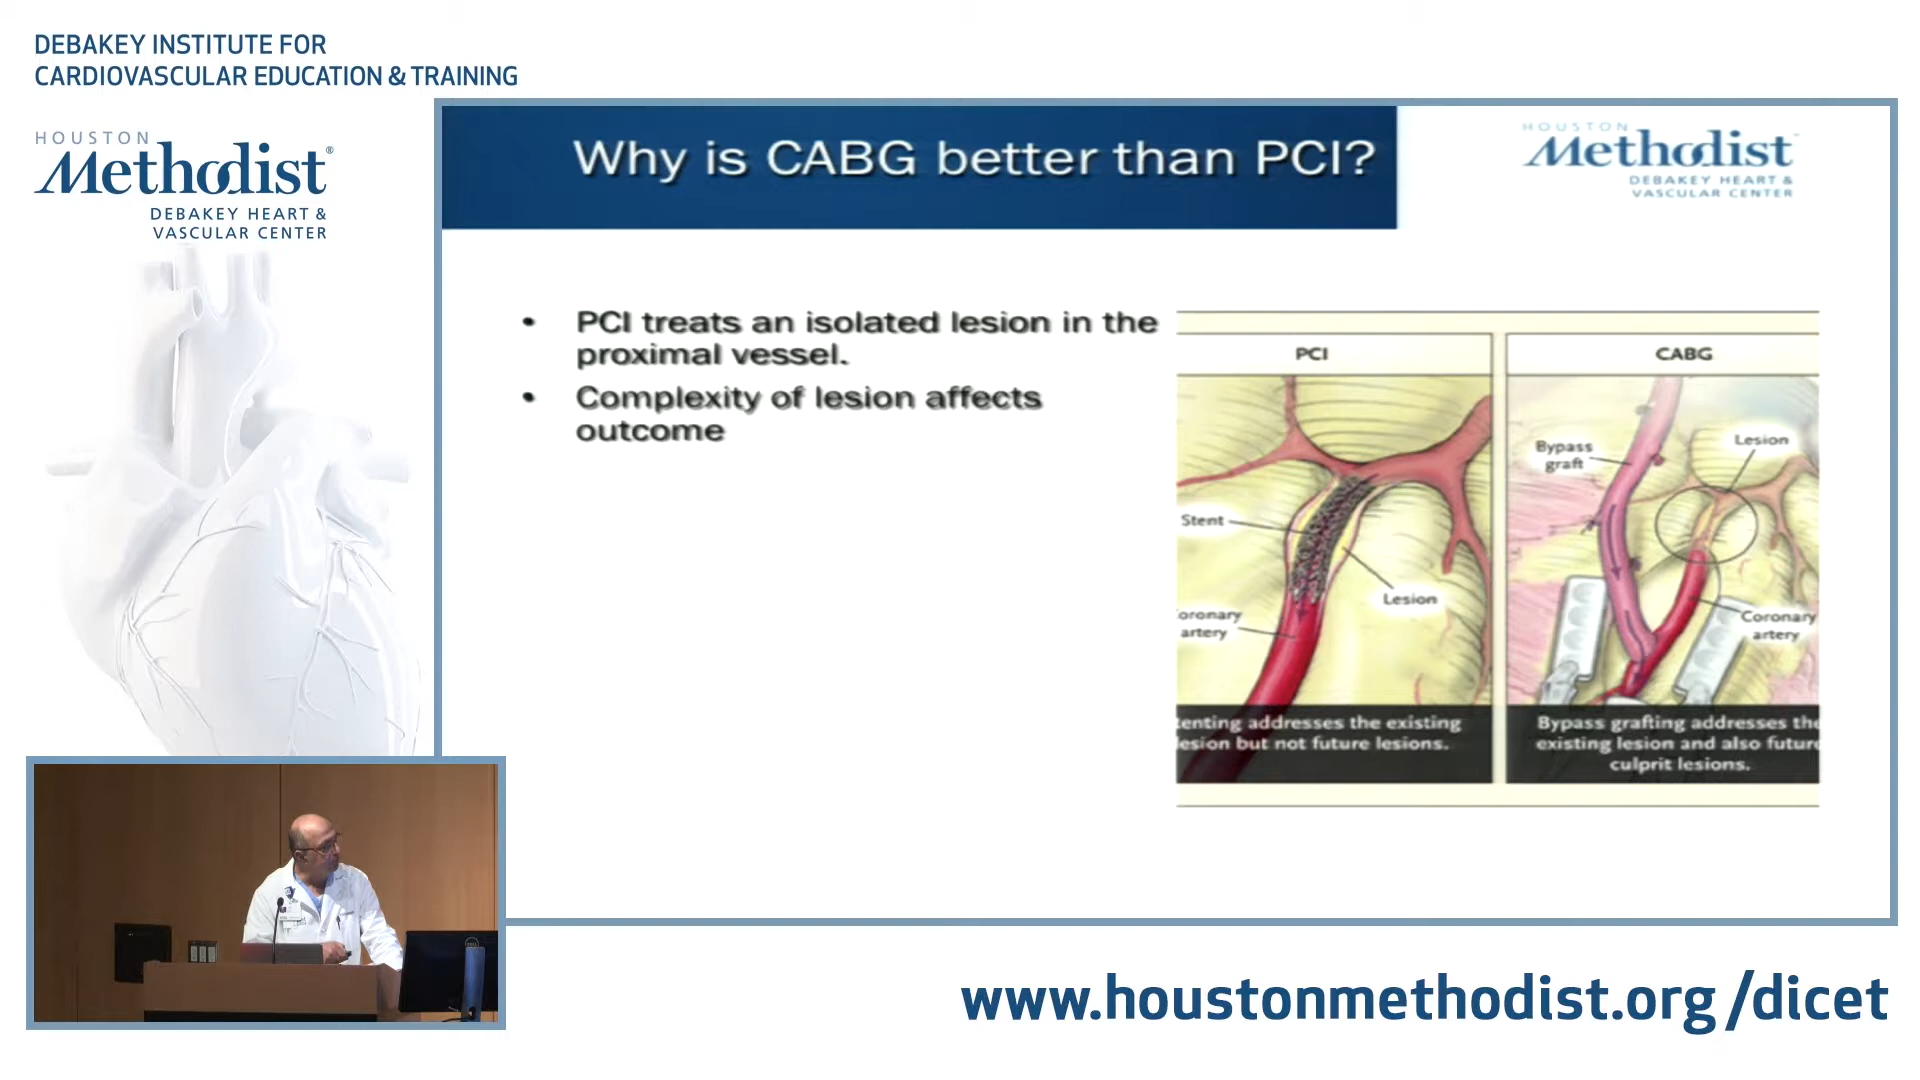 DEBAKEY INSTITUTE FOR
CARDIOVASCULAR EDUCATION & TRAINING
HOUSTON
Methodist®
DEBAKEY HEART &
VASCULAR CENTER
Why is CABG better than PCI?
HOUSTON
Methodist
DEBAKEY HEART &
VASCULAR CENTER
• PCI treats an isolated lesion in the
proximal vessel.
• Complexity of lesion affects
outcome
PCI
Stent
Lesion
oronary
artery
tenting addresses the existing
lesion but not future lesions.
CABG
Bypass
graft
Lesion
Coronary
artery
Bypass grafting addresses the
existing lesion and also future
culprit lesions.
www.houstonmethodist.org/dicet